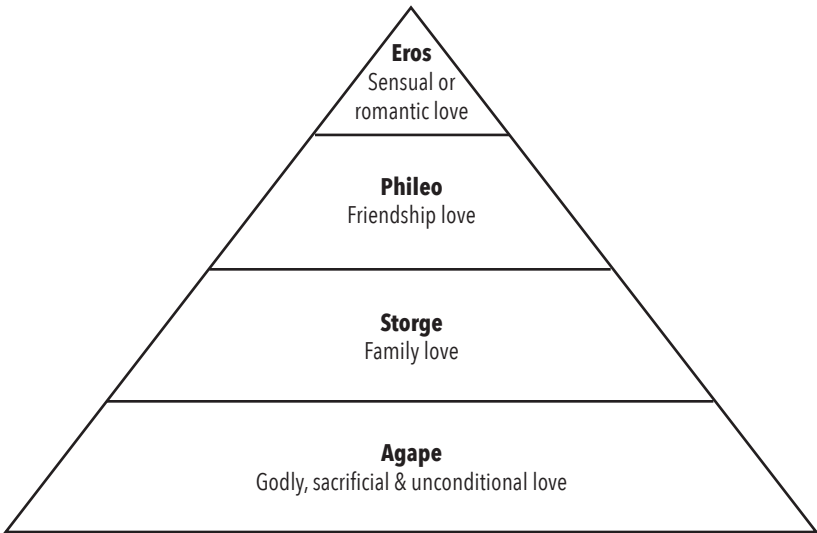 Eros
Sensual or
romantic love
Phileo
Friendship love
Storge
Family love
Agape
Godly, sacrificial & unconditional love